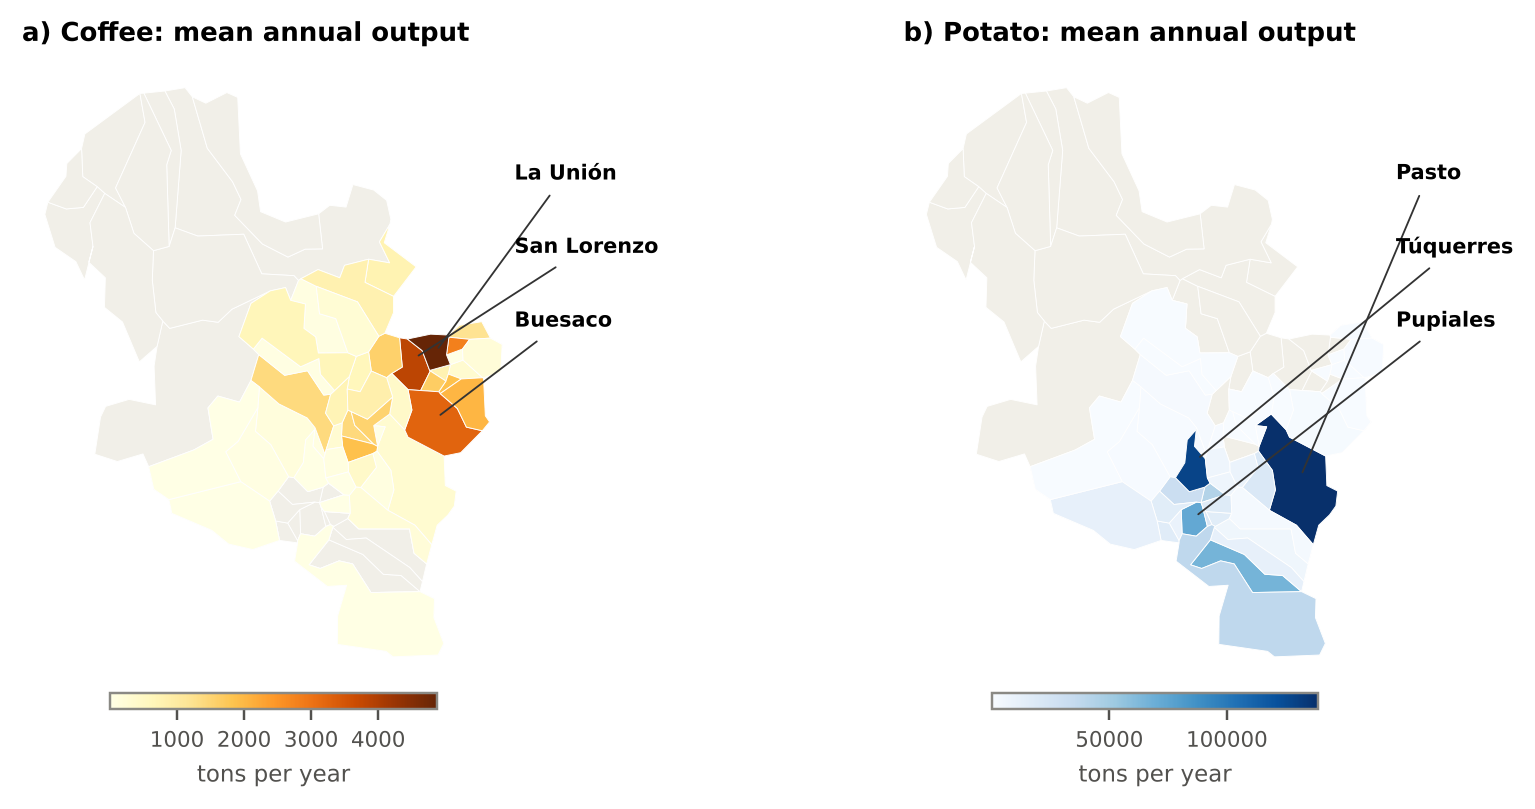 a) Coffee: mean annual output
La Unión
San Lorenzo
Buesaco
1000 2000 3000 4000
tons per year
b) Potato: mean annual output
Pasto
Túquerres
Pupiales
50000 100000
tons per year